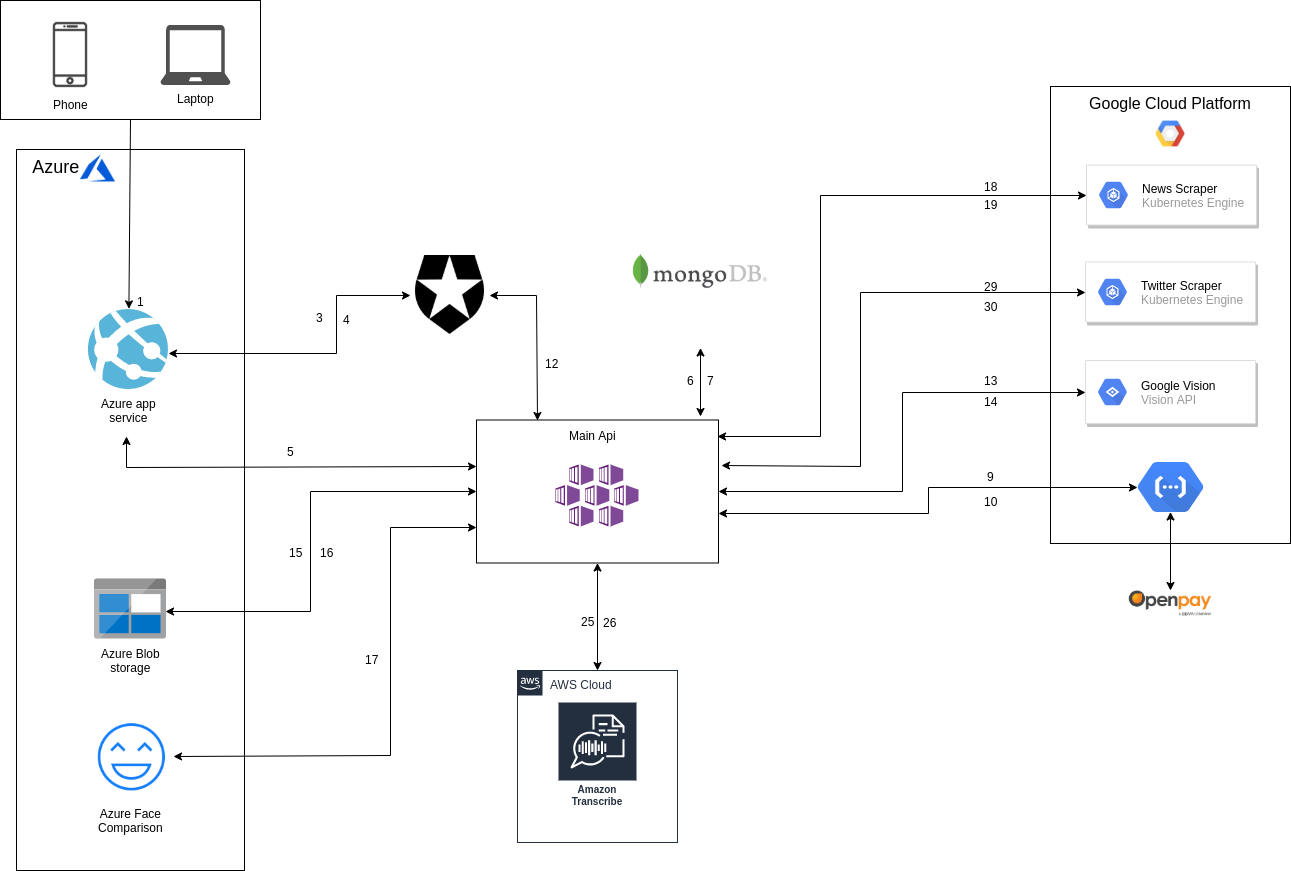 Phone
Laptop
Azure
1
Azure app
service
3
4
12
mongoDB
6
7
Main Api
5
15
16
17
Azure Blob
storage
Azure Face
Comparison
25
26
aws
AWS Cloud
Amazon
Transcribe
Google Cloud Platform
News Scraper
Kubernetes Engine
18
19
Twitter Scraper
Kubernetes Engine
29
30
Google Vision
Vision API
13
14
9
10
Openpay